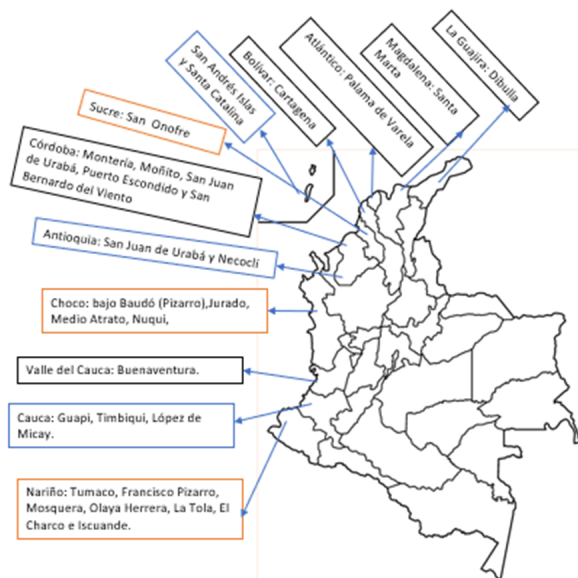 San Andrés Islas
y Santa Catalina
Bolívar: Cartagena
Atlántico: Palama de Varela
Magdalena: Santa
Marta
La Guajira: Dibulla
Sucre: San Onofre
Córdoba: Montería, Moñito, San Juan
de Urabá, Puerto Escondido y San
Bernardo del Viento
Antioquia: San Juan de Urabá y Necoclí
Choco: bajo Baudó (Pizarro),Jurado,
Medio Atrato, Nuqui,
Valle del Cauca: Buenaventura.
Cauca: Guapi, Timbiqui, López de
Micay.
Nariño: Tumaco, Francisco Pizarro,
Mosquera, Olaya Herrera, La Tola, El
Charco e Iscuande.